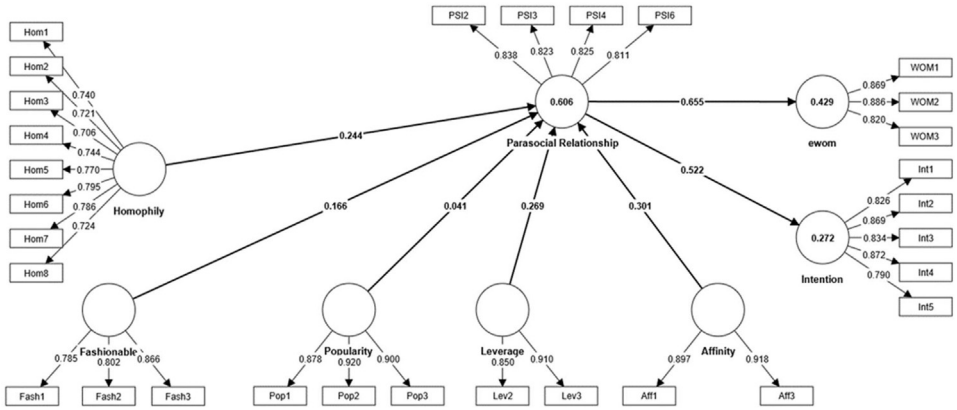 PSI2
PSI3
PSI4
PSI6
0.838
0.823
0.825
0.811
Hom1
Hom2
Hom3
Hom4
Hom5
Hom6
Hom7
Hom8
0.740
0.721
0.706
0.744
0.770
0.795
0.786
0.724
Homophily
0.244
0.606
Parasocial Relationship
0.655
0.429
ewom
0.869
0.886
0.820
WOM1
WOM2
WOM3
0.522
0.272
Intention
0.826
0.869
0.834
0.872
0.790
Int1
Int2
Int3
Int4
Int5
0.166
0.041
0.269
0.301
Fashionable
0.785
0.802
0.866
Fash1
Fash2
Fash3
Popularity
0.878
0.920
0.900
Pop1
Pop2
Pop3
Leverage
0.850
0.910
Lev2
Lev3
Affinity
0.897
0.918
Aff1
Aff3